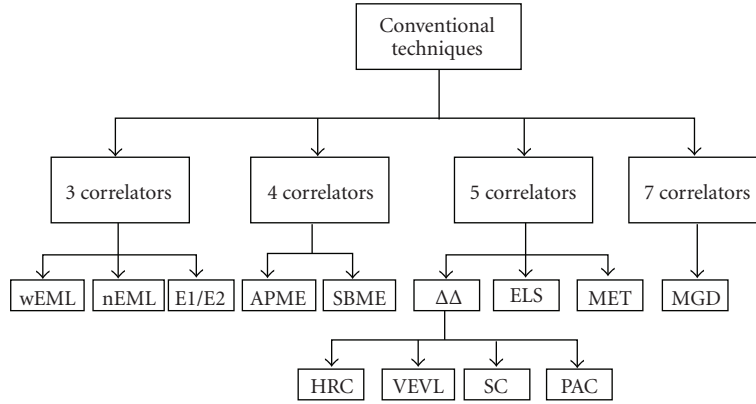 Conventional
techniques
3 correlators
4 correlators
5 correlators
7 correlators
wEML
nEML
E1/E2
APME
SBME
ΔΔ
ELS
MET
MGD
HRC
VEVL
SC
PAC